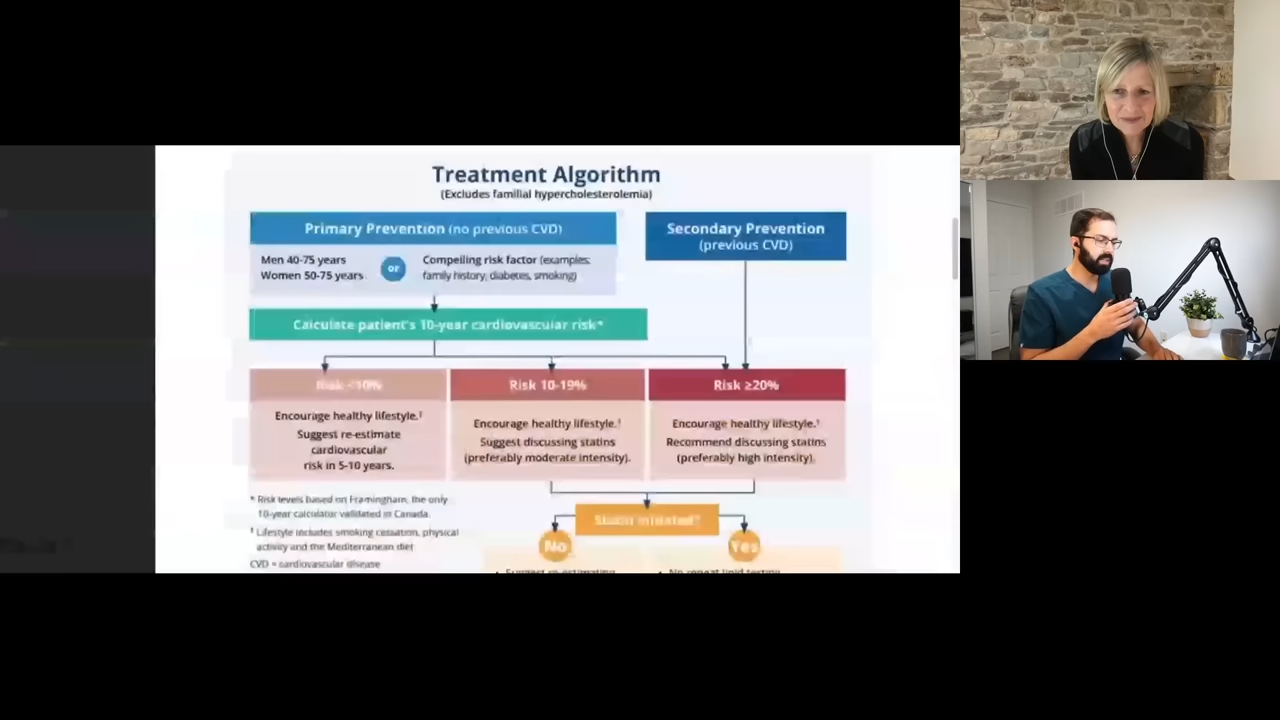 Treatment Algorithm
(Excludes familial hypercholesterolemia)
Primary Prevention (no previous CVD)
Men 40-75 years
Women 50-75 years
or
Compelling risk factor (examples:
family history, diabetes, smoking)
Secondary Prevention
(previous CVD)
Calculate patient's 10-year cardiovascular risk*
Risk <10%
Encourage healthy lifestyle.†
Suggest re-estimate
cardiovascular
risk in 5-10 years.
Risk 10-19%
Encourage healthy lifestyle.†
Suggest discussing statins
(preferably moderate intensity).
Risk ≥20%
Encourage healthy lifestyle.†
Recommend discussing statins
(preferably high intensity).
* Risk levels based on Framingham, the only
10-year calculator validated in Canada.
† Lifestyle includes smoking cessation, physical
activity and the Mediterranean diet
CVD = cardiovascular disease
Statin initiated?
No
Yes
• Suggest re-estimating
• No repeat lipid testing